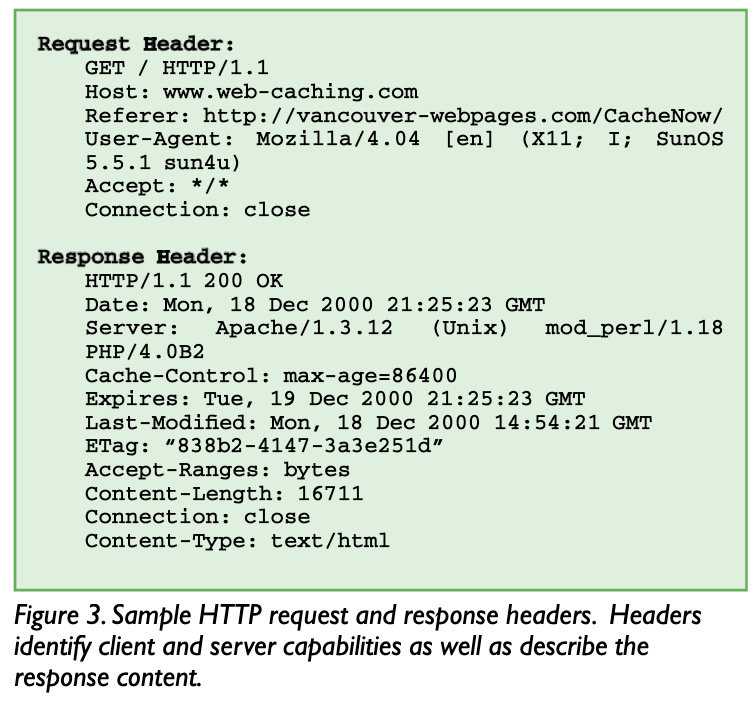 Request Header:
GET / HTTP/1.1
Host: www.web-caching.com
Referer: http://vancouver-webpages.com/CacheNow/
User-Agent: Mozilla/4.04 [en] (X11; I; SunOS
5.5.1 sun4u)
Accept: */*
Connection: close
Response Header:
HTTP/1.1 200 OK
Date: Mon, 18 Dec 2000 21:25:23 GMT
Server: Apache/1.3.12 (Unix) mod_perl/1.18
PHP/4.0B2
Cache-Control: max-age=86400
Expires: Tue, 19 Dec 2000 21:25:23 GMT
Last-Modified: Mon, 18 Dec 2000 14:54:21 GMT
ETag: “838b2-4147-3a3e251d”
Accept-Ranges: bytes
Content-Length: 16711
Connection: close
Content-Type: text/html
Figure 3. Sample HTTP request and response headers. Headers
identify client and server capabilities as well as describe the
response content.